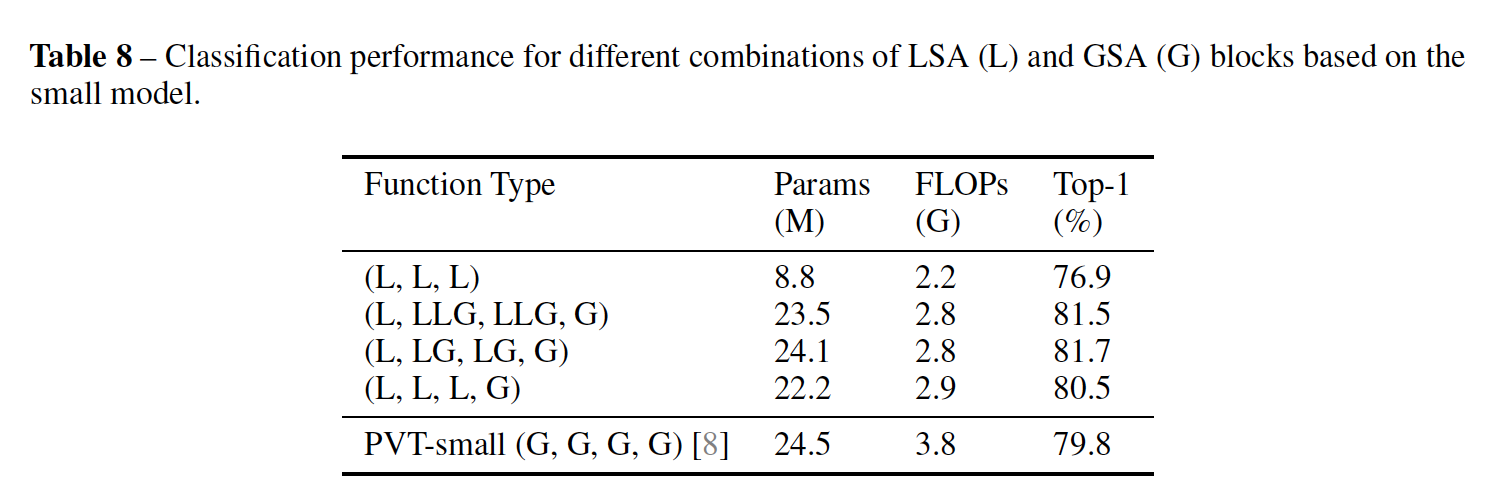 Table 8 – Classification performance for different combinations of LSA (L) and GSA (G) blocks based on the
small model.
Function Type Params FLOPs Top-1
(M) (G) (%)
(L, L, L) 8.8 2.2 76.9
(L, LLG, LLG, G) 23.5 2.8 81.5
(L, LG, LG, G) 24.1 2.8 81.7
(L, L, L, G) 22.2 2.9 80.5
PVT-small (G, G, G, G) [8] 24.5 3.8 79.8